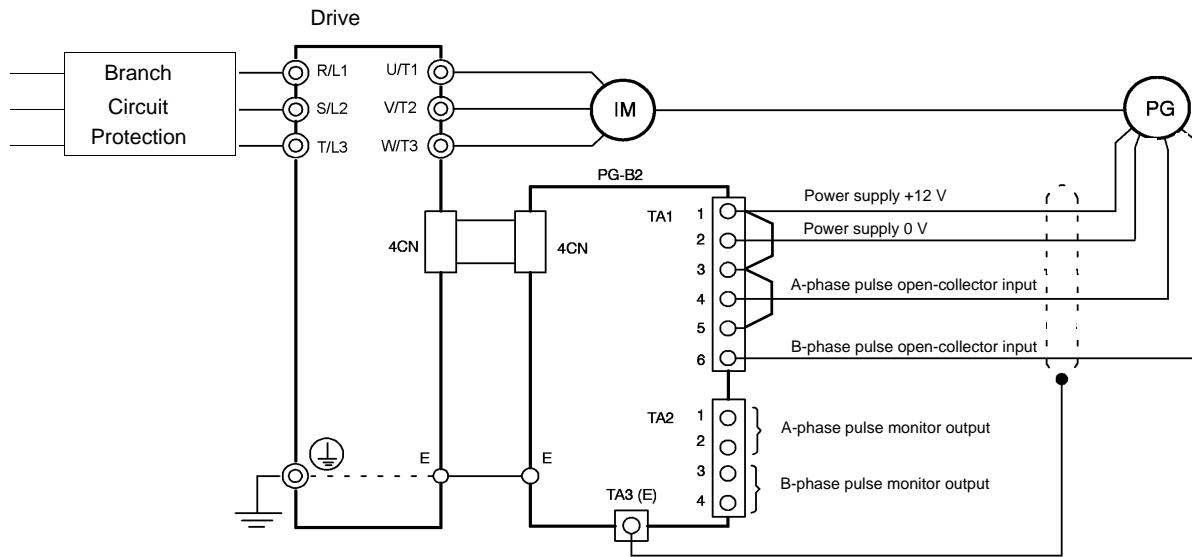 Drive
Branch
Circuit
Protection
R/L1
S/L2
T/L3
U/T1
V/T2
W/T3
IM
PG
PG-B2
4CN
4CN
TA1
1
2
3
4
5
6
Power supply +12 V
Power supply 0 V
A-phase pulse open-collector input
B-phase pulse open-collector input
TA2
1
2
3
4
A-phase pulse monitor output
B-phase pulse monitor output
E
E
TA3 (E)